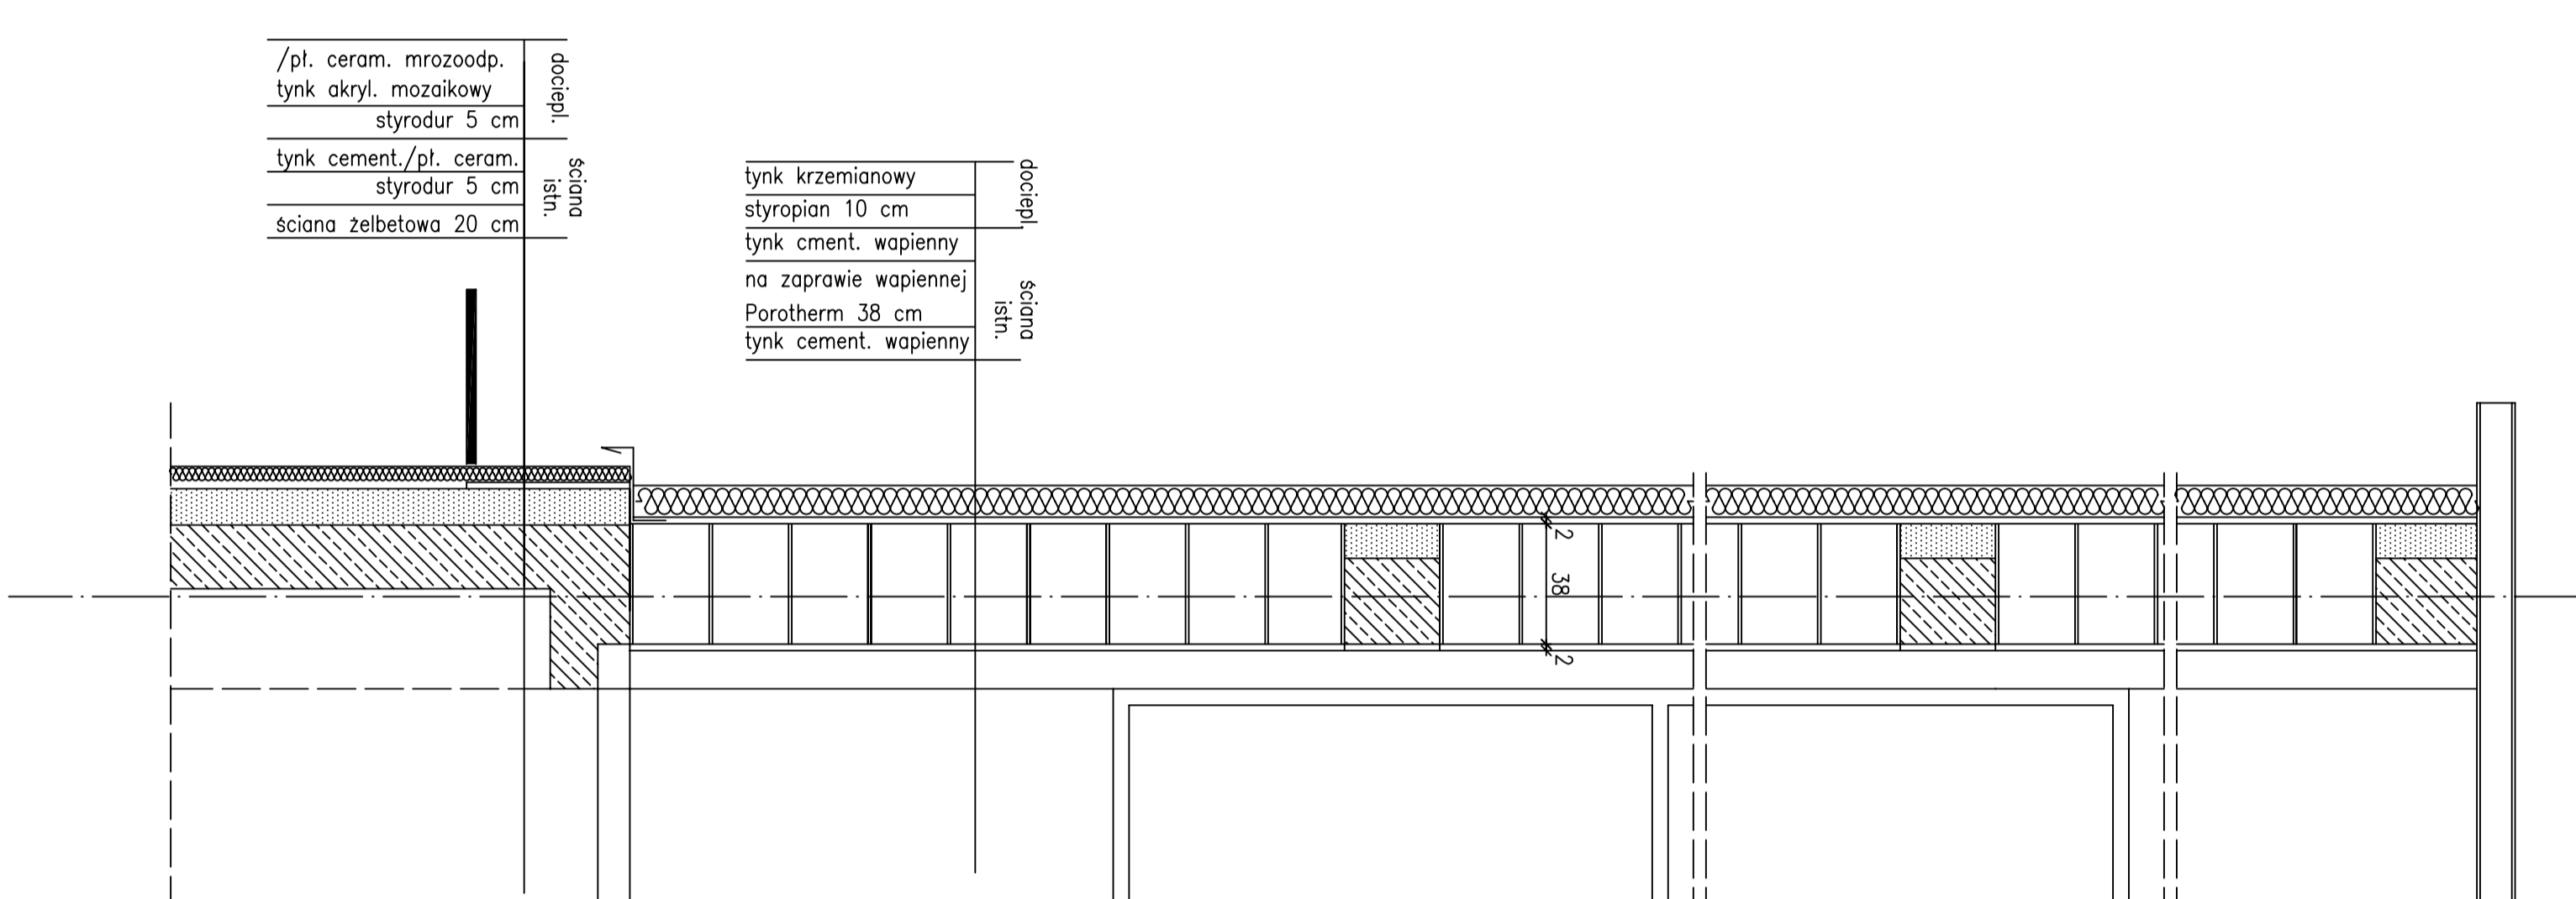 /pł. ceram. mrozoodp.
tynk akryl. mozaikowy
styrodur 5 cm
tynk cement./pł. ceram.
styrodur 5 cm
ściana żelbetowa 20 cm
dociepl.
ściana
istn.
tynk krzemianowy
styropian 10 cm
tynk cment. wapienny
na zaprawie wapiennej
Porotherm 38 cm
tynk cement. wapienny
dociepl.
ściana
istn.
2
38
2